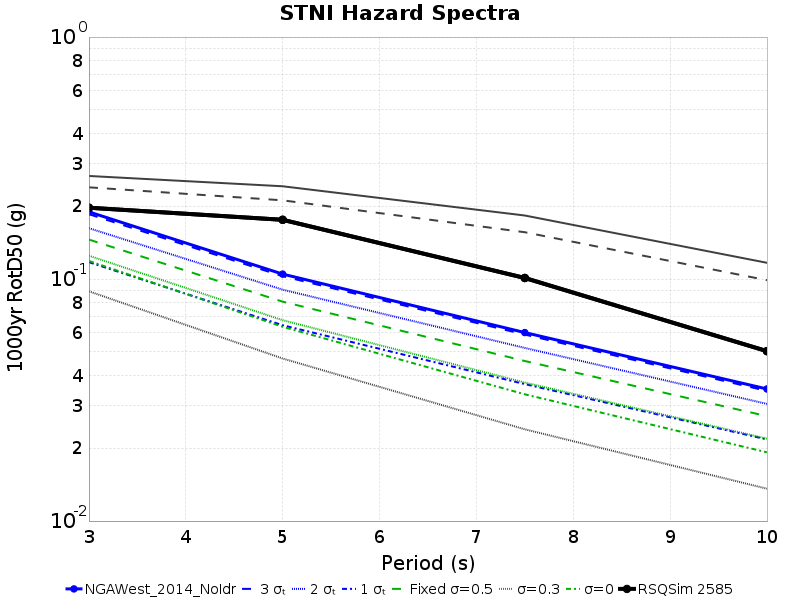 STNI Hazard Spectra
10^0
8
6
4
3
2
10^-1
8
6
4
3
2
10^-2
1000yr RotD50 (g)
3 4 5 6 7 8 9 10
Period (s)
NGAWest_2014_NoIdr 3 σₜ 2 σₜ 1 σₜ Fixed σ=0.5 σ=0.3 σ=0 RSQSim 2585